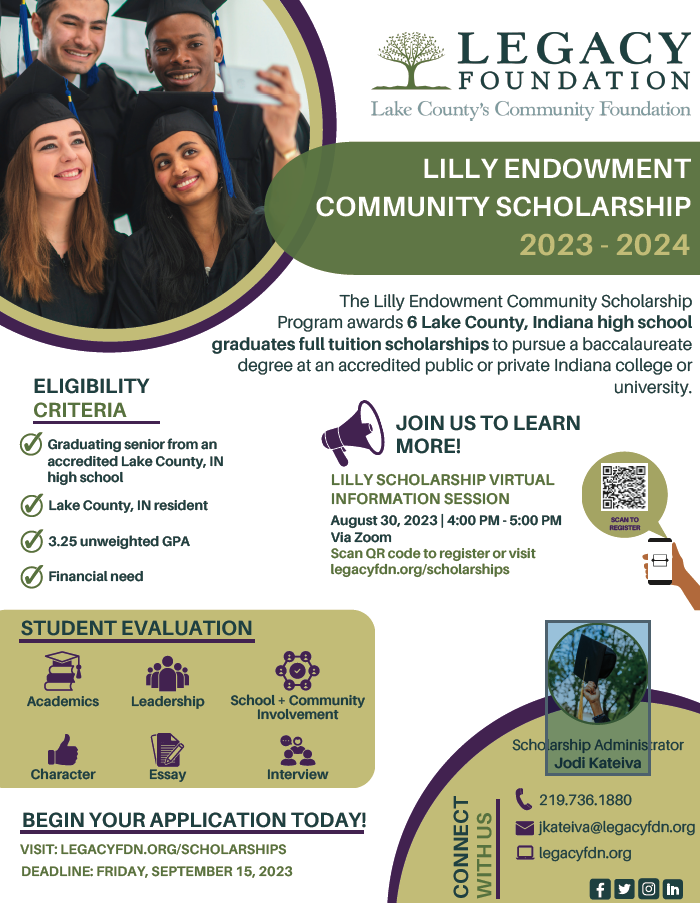 LEGACY
FOUNDATION
Lake County's Community Foundation
LILLY ENDOWMENT
COMMUNITY SCHOLARSHIP
2023 - 2024
The Lilly Endowment Community Scholarship
Program awards 6 Lake County, Indiana high school
graduates full tuition scholarships to pursue a baccalaureate
degree at an accredited public or private Indiana college or
university.
ELIGIBILITY
CRITERIA
Graduating senior from an
accredited Lake County, IN
high school
Lake County, IN resident
3.25 unweighted GPA
Financial need
JOIN US TO LEARN
MORE!
LILLY SCHOLARSHIP VIRTUAL
INFORMATION SESSION
August 30, 2023 | 4:00 PM - 5:00 PM
Via Zoom
Scan QR code to register or visit
legacyfdn.org/scholarships
SCAN TO
REGISTER
STUDENT EVALUATION
Academics
Leadership
School + Community
Involvement
Character
Essay
Interview
BEGIN YOUR APPLICATION TODAY!
VISIT: LEGACYFDN.ORG/SCHOLARSHIPS
DEADLINE: FRIDAY, SEPTEMBER 15, 2023
Scholarship Administrator
Jodi Kateiva
CONNECT
WITH US
219.736.1880
jkateiva@legacyfdn.org
legacyfdn.org